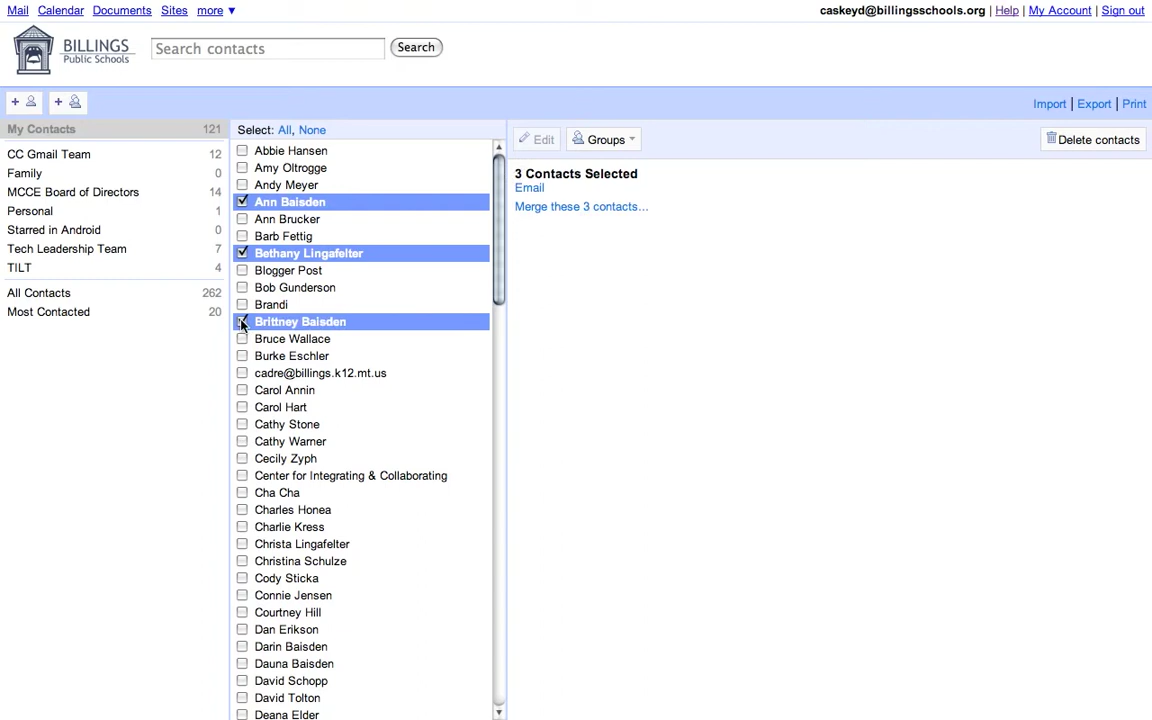 Mail Calendar Documents Sites more ▼
caskeyd@billingsschools.org | Help | My Account | Sign out
BILLINGS
Public Schools
Search contacts
Search
+
+
Import | Export | Print
My Contacts 121
CC Gmail Team 12
Family 0
MCCE Board of Directors 14
Personal 1
Starred in Android 0
Tech Leadership Team 7
TILT 4
All Contacts 262
Most Contacted 20
Select: All, None
Abbie Hansen
Amy Oltrogge
Andy Meyer
Ann Baisden
Ann Brucker
Barb Fettig
Bethany Lingafelter
Blogger Post
Bob Gunderson
Brandi
Brittney Baisden
Bruce Wallace
Burke Eschler
cadre@billings.k12.mt.us
Carol Annin
Carol Hart
Cathy Stone
Cathy Warner
Cecily Zyph
Center for Integrating & Collaborating
Cha Cha
Charles Honea
Charlie Kress
Christa Lingafelter
Christina Schulze
Cody Sticka
Connie Jensen
Courtney Hill
Dan Erikson
Darin Baisden
Dauna Baisden
David Schopp
David Tolton
Deana Elder
Edit
Groups
Delete contacts
3 Contacts Selected
Email
Merge these 3 contacts...